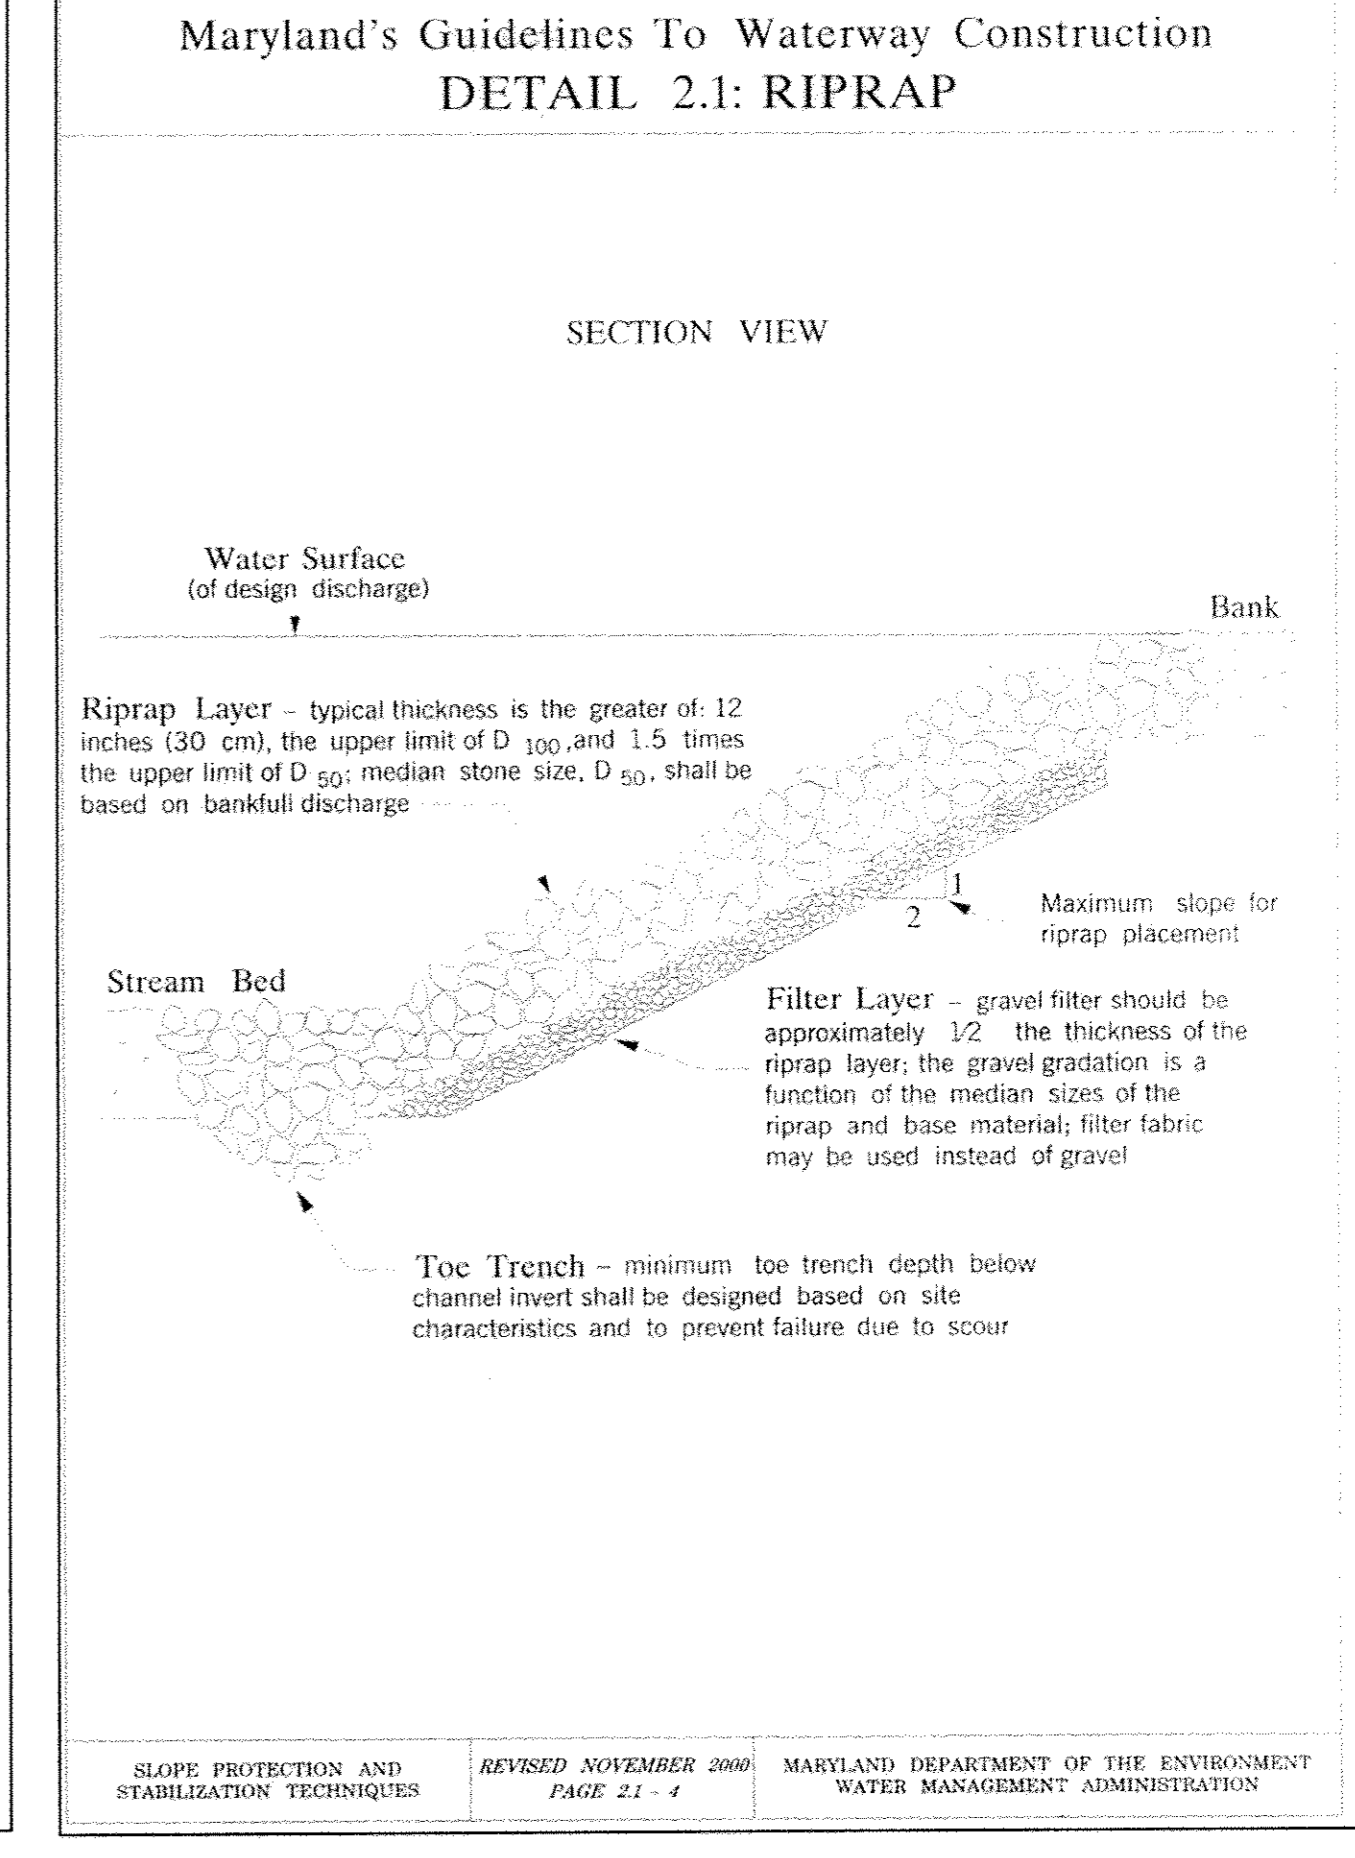 Maryland's Guidelines To Waterway Construction
DETAIL 2.1: RIPRAP
SECTION VIEW
Water Surface
(of design discharge)
Bank
Riprap Layer - typical thickness is the greater of: 12
inches (30 cm), the upper limit of D 100, and 1.5 times
the upper limit of D 50; median stone size, D 50, shall be
based on bankfull discharge
1
2
Maximum slope for
riprap placement
Stream Bed
Filter Layer - gravel filter should be
approximately 1/2 the thickness of the
riprap layer; the gravel gradation is a
function of the median sizes of the
riprap and base material; filter fabric
may be used instead of gravel
Toe Trench - minimum toe trench depth below
channel invert shall be designed based on site
characteristics and to prevent failure due to scour
SLOPE PROTECTION AND
STABILIZATION TECHNIQUES
REVISED NOVEMBER 2000
PAGE 2.1 - 4
MARYLAND DEPARTMENT OF THE ENVIRONMENT
WATER MANAGEMENT ADMINISTRATION